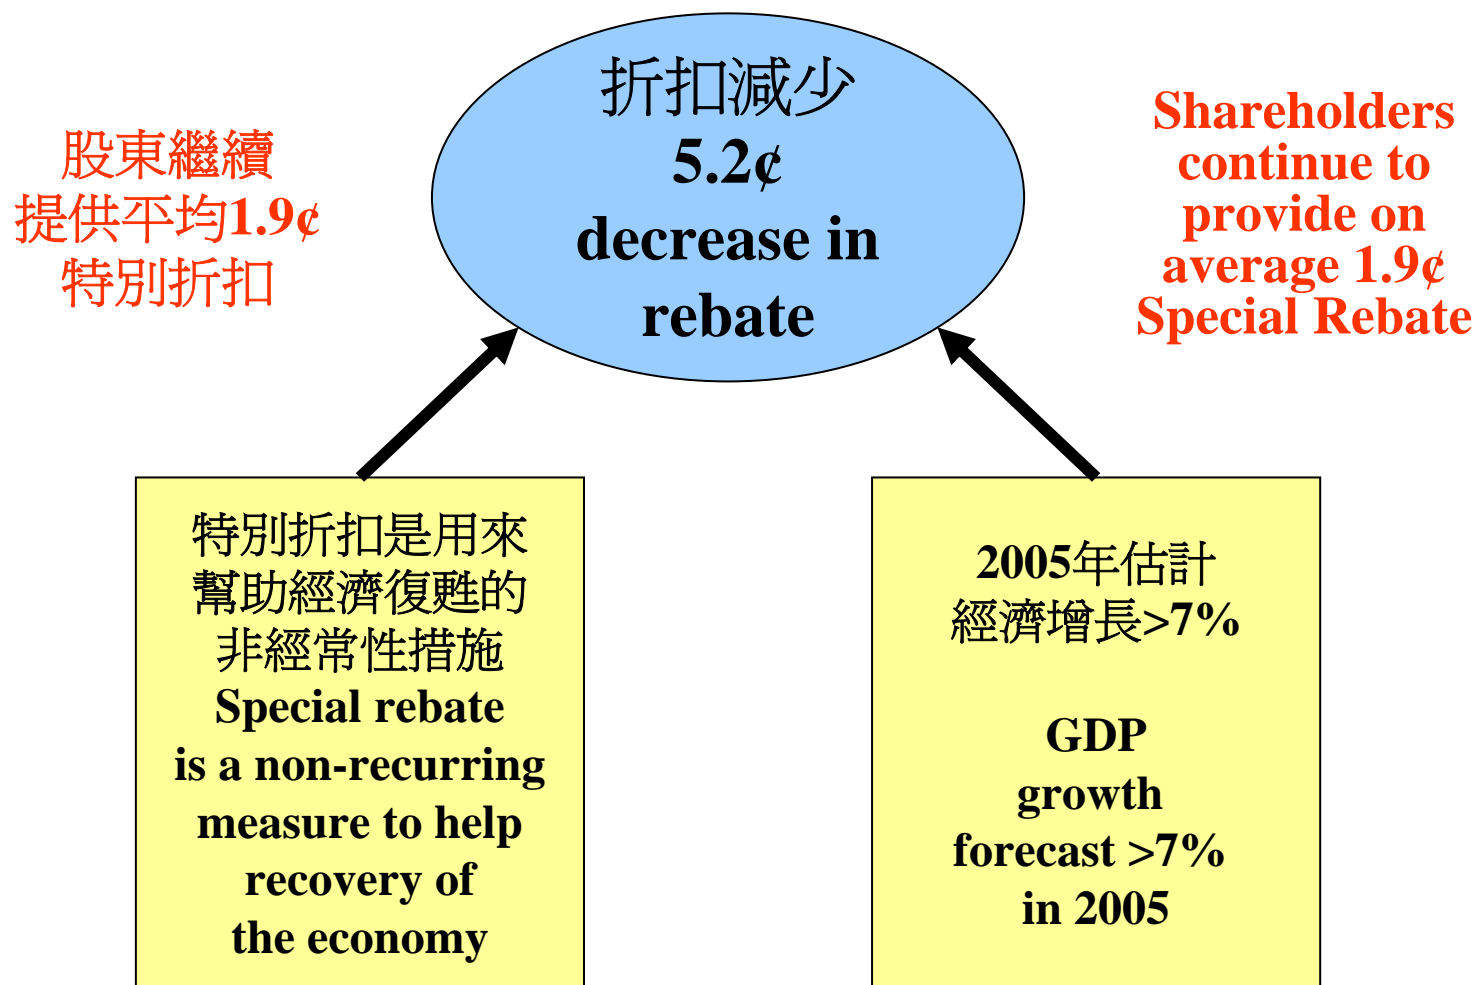 折扣減少
5.2¢
decrease in
rebate
股東繼續
提供平均1.9¢
特別折扣
Shareholders
continue to
provide on
average 1.9¢
Special Rebate
特別折扣是用來
幫助經濟復甦的
非經常性措施
Special rebate
is a non-recurring
measure to help
recovery of
the economy
2005年估計
經濟增長>7%
GDP
growth
forecast >7%
in 2005